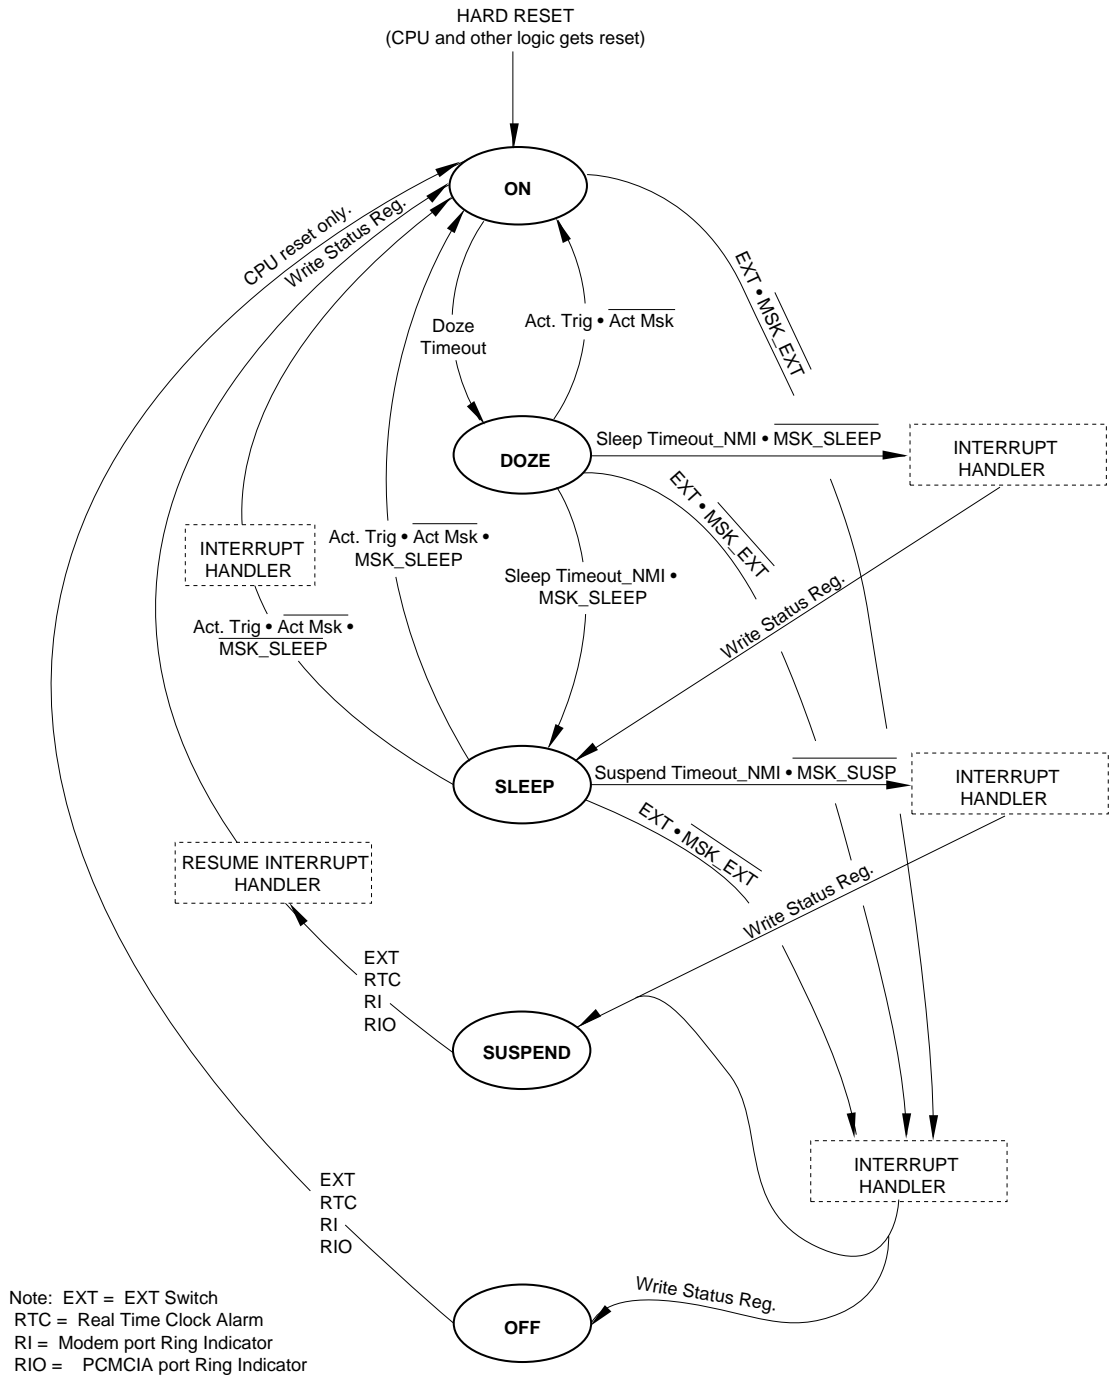 HARD RESET
(CPU and other logic gets reset)
ON
CPU reset only.
Write Status Reg.
EXT • MSK_EXT
Doze
Timeout
Act. Trig • Act Msk
DOZE
Sleep Timeout_NMI • MSK_SLEEP
INTERRUPT
HANDLER
EXT • MSK_EXT
INTERRUPT
HANDLER
Act. Trig • Act Msk •
MSK_SLEEP
Sleep Timeout_NMI •
MSK_SLEEP
Write Status Reg.
Act. Trig • Act Msk •
MSK_SLEEP
SLEEP
Suspend Timeout_NMI • MSK_SUSP
INTERRUPT
HANDLER
EXT • MSK_EXT
RESUME INTERRUPT
HANDLER
Write Status Reg.
EXT
RTC
RI
RIO
SUSPEND
INTERRUPT
HANDLER
EXT
RTC
RI
RIO
Write Status Reg.
OFF
Note: EXT = EXT Switch
RTC = Real Time Clock Alarm
RI = Modem port Ring Indicator
RIO = PCMCIA port Ring Indicator